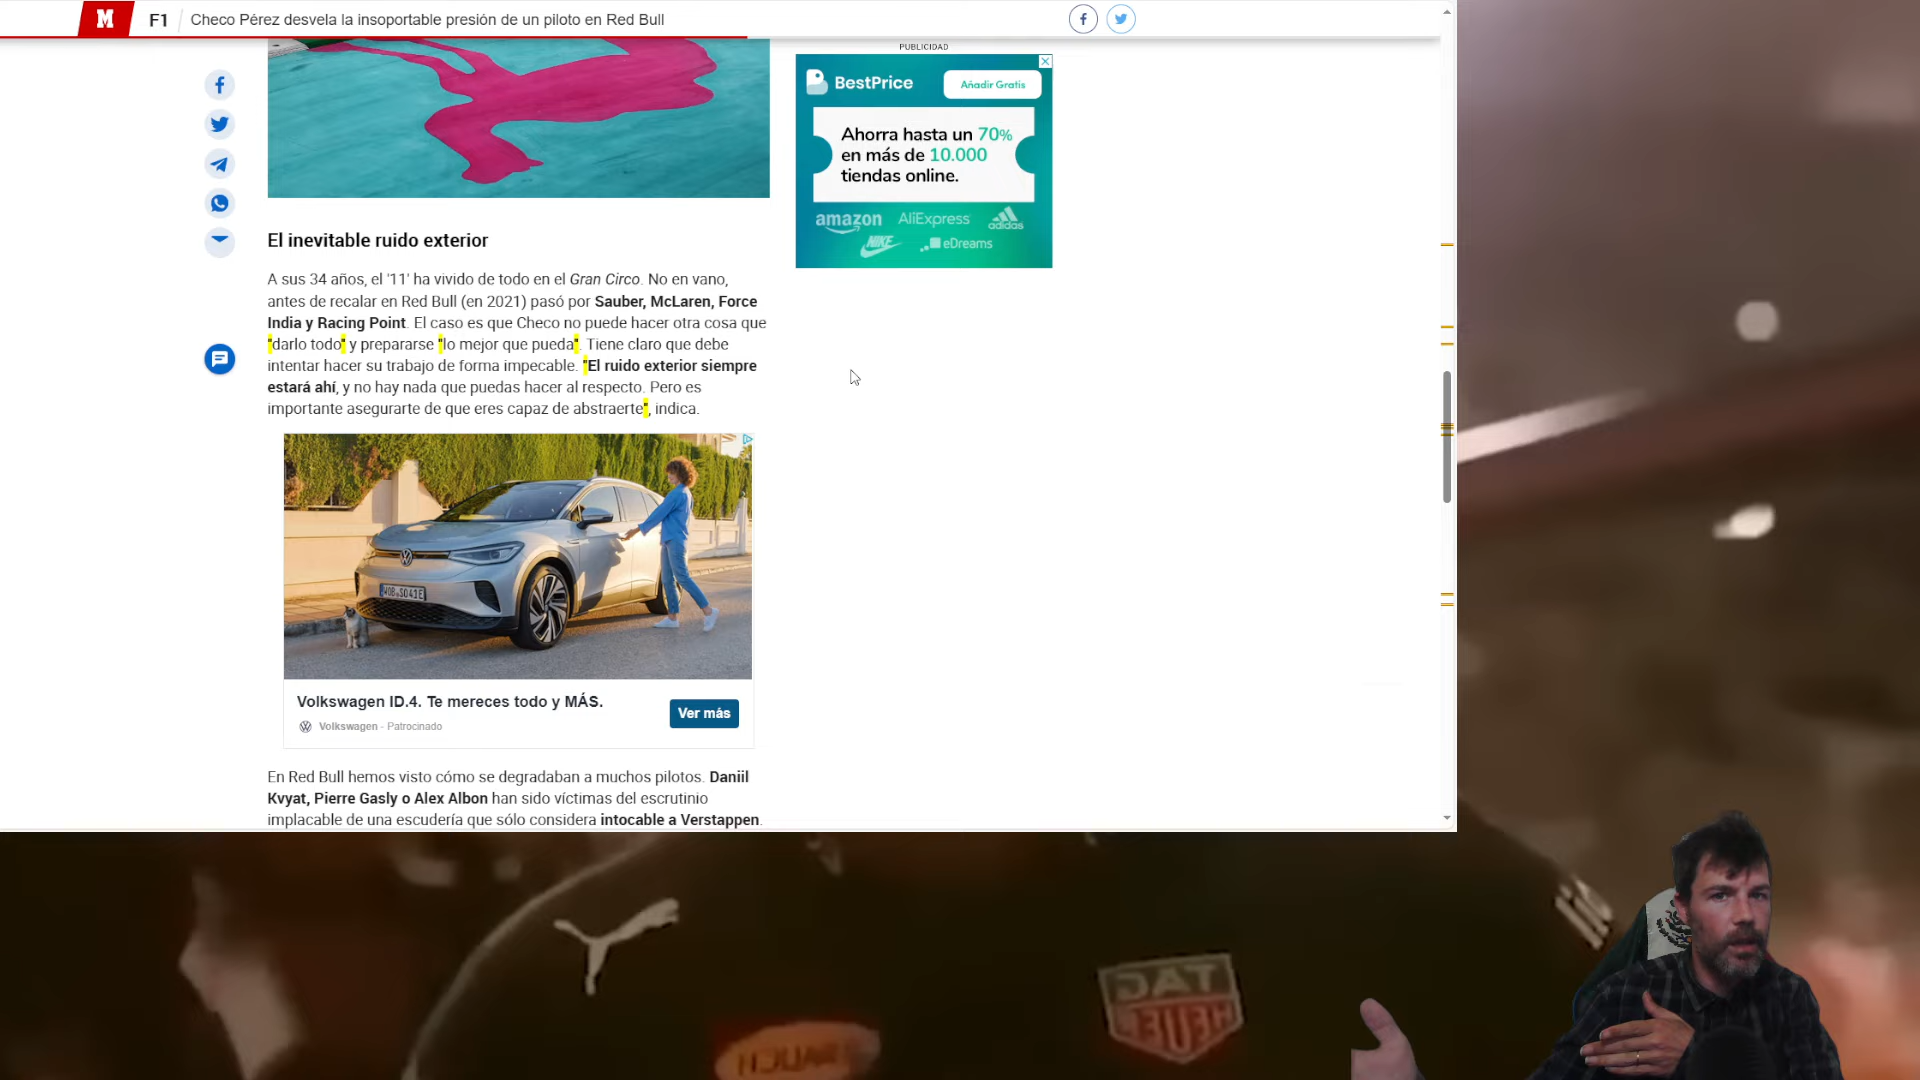 M F1 Checo Pérez desvela la insoportable presión de un piloto en Red Bull
El inevitable ruido exterior
A sus 34 años, el '11' ha vivido de todo en el Gran Circo. No en vano,
antes de recalar en Red Bull (en 2021) pasó por Sauber, McLaren, Force
India y Racing Point. El caso es que Checo no puede hacer otra cosa que
"darlo todo" y prepararse "lo mejor que pueda". Tiene claro que debe
intentar hacer su trabajo de forma impecable. "El ruido exterior siempre
estará ahí, y no hay nada que puedas hacer al respecto. Pero es
importante asegurarte de que eres capaz de abstraerte", indica.
WOB SO41E
Volkswagen ID.4. Te mereces todo y MÁS.
Volkswagen - Patrocinado
Ver más
En Red Bull hemos visto cómo se degradaban a muchos pilotos. Daniil
Kvyat, Pierre Gasly o Alex Albon han sido víctimas del escrutinio
implacable de una escudería que sólo considera intocable a Verstappen.
PUBLICIDAD
BestPrice
Añadir Gratis
Ahorra hasta un 70%
en más de 10.000
tiendas online.
amazon AliExpress adidas
NIKE eDreams
TAG
HEUER